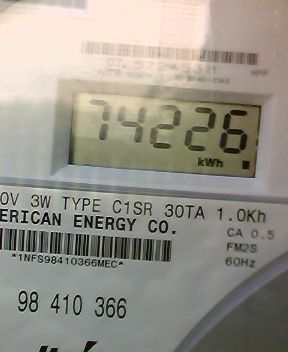 74226
kWh
0V 3W TYPE C1SR 30TA 1.0Kh
ERICAN ENERGY CO.
CA 0.5
FM2S
*1NFS98410366MEC*
60Hz
98 410 366